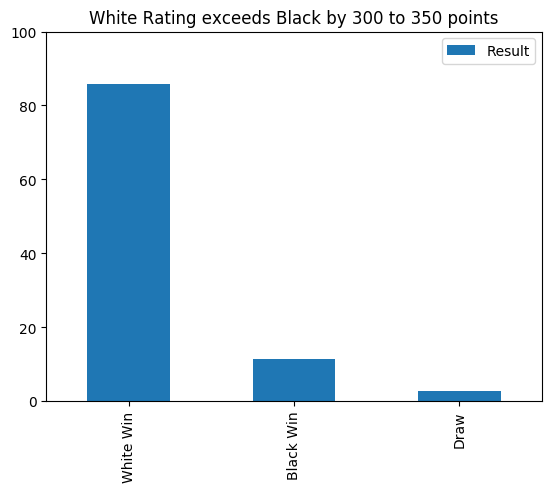 White Rating exceeds Black by 300 to 350 points
Result
100
80
60
40
20
0
White Win
Black Win
Draw